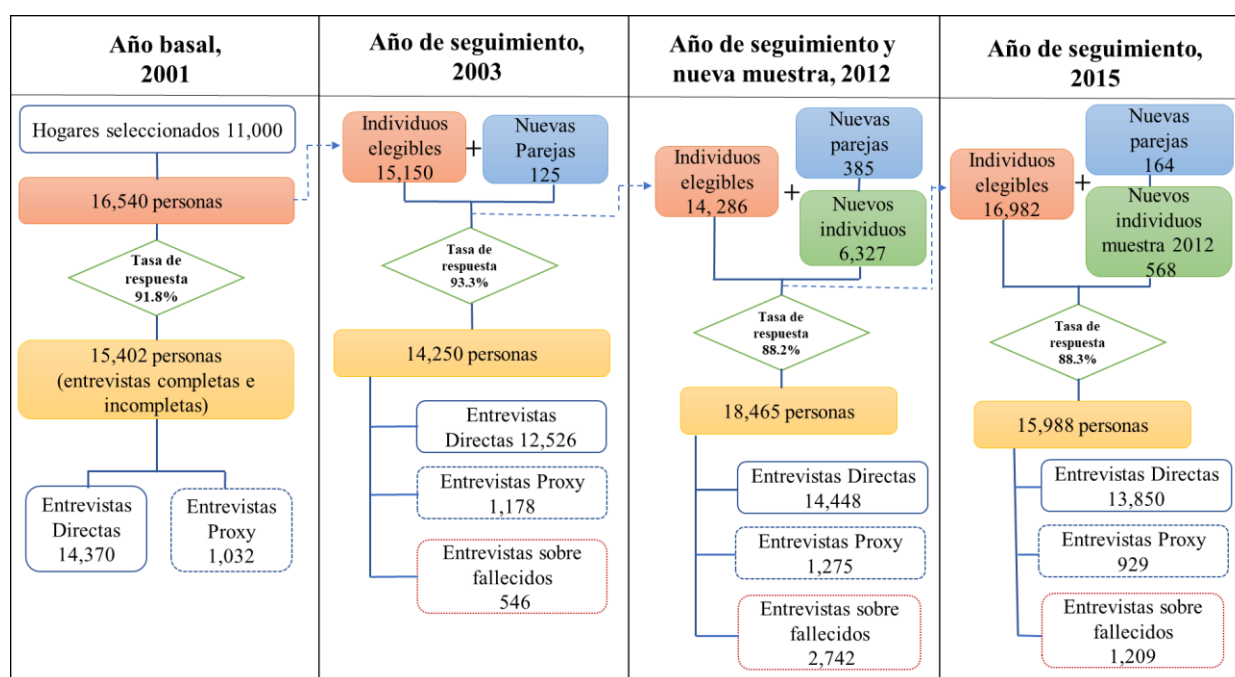 Año basal,
2001
Hogares seleccionados 11,000
16,540 personas
Tasa de
respuesta
91.8%
15,402 personas
(entrevistas completas e
incompletas)
Entrevistas
Directas
14,370
Entrevistas
Proxy
1,032
Año de seguimiento,
2003
Individuos
elegibles
15,150
+
Nuevas
Parejas
125
Tasa de
respuesta
93.3%
14,250 personas
Entrevistas
Directas 12,526
Entrevistas Proxy
1,178
Entrevistas sobre
fallecidos
546
Año de seguimiento y
nueva muestra, 2012
Individuos
elegibles
14, 286
+
Nuevas
parejas
385
Nuevos
individuos
6,327
Tasa de
respuesta
88.2%
18,465 personas
Entrevistas Directas
14,448
Entrevistas Proxy
1,275
Entrevistas sobre
fallecidos
2,742
Año de seguimiento,
2015
Individuos
elegibles
16,982
+
Nuevas
parejas
164
Nuevos
individuos
muestra 2012
568
Tasa de
respuesta
88.3%
15,988 personas
Entrevistas Directas
13,850
Entrevistas Proxy
929
Entrevistas sobre
fallecidos
1,209